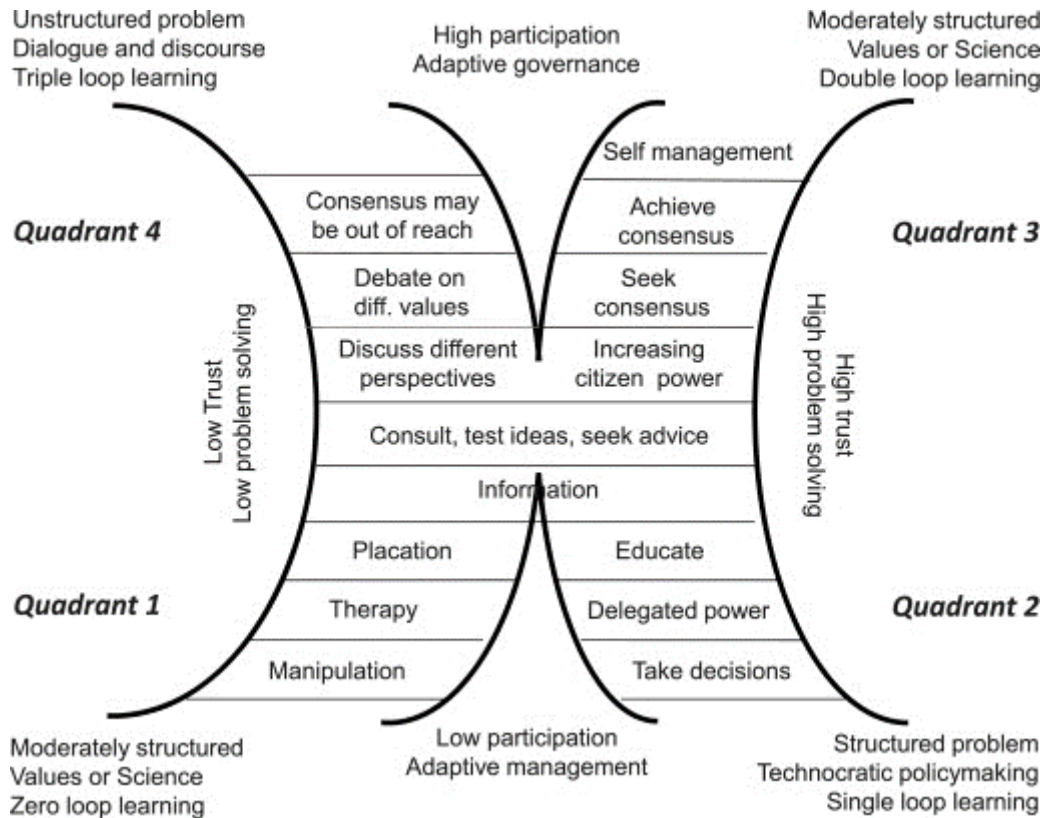 Unstructured problem
Dialogue and discourse
Triple loop learning
High participation
Adaptive governance
Moderately structured
Values or Science
Double loop learning
Self management
Quadrant 4
Consensus may
be out of reach
Achieve
consensus
Quadrant 3
Debate on
diff. values
Seek
consensus
Low Trust
Low problem solving
Discuss different
perspectives
Increasing
citizen power
High trust
High problem solving
Consult, test ideas, seek advice
Information
Placation
Educate
Quadrant 1
Therapy
Delegated power
Quadrant 2
Manipulation
Take decisions
Moderately structured
Values or Science
Zero loop learning
Low participation
Adaptive management
Structured problem
Technocratic policymaking
Single loop learning